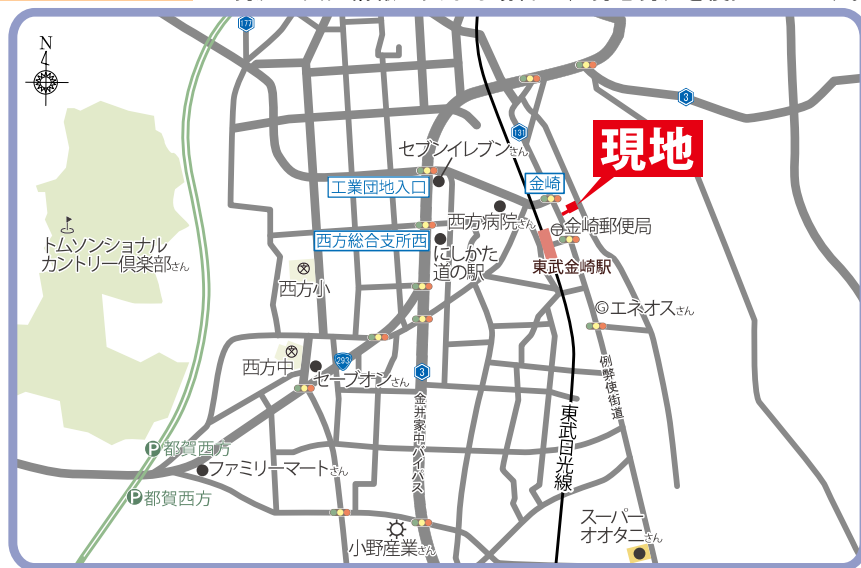 N
177
3
131
セブンイレブンさん
現地
工業団地入口
金崎
西方病院さん
金崎郵便局
西方総合支所西
にしかた
道の駅
東武金崎駅
トムソンショナル
カントリー倶楽部さん
西方小
エネオスさん
西方中
293
セーブオンさん
3
例弊使街道
金井家中バイパス
東武日光線
P都賀西方
ファミリーマートさん
P都賀西方
スーパー
オオタニさん
小野産業さん